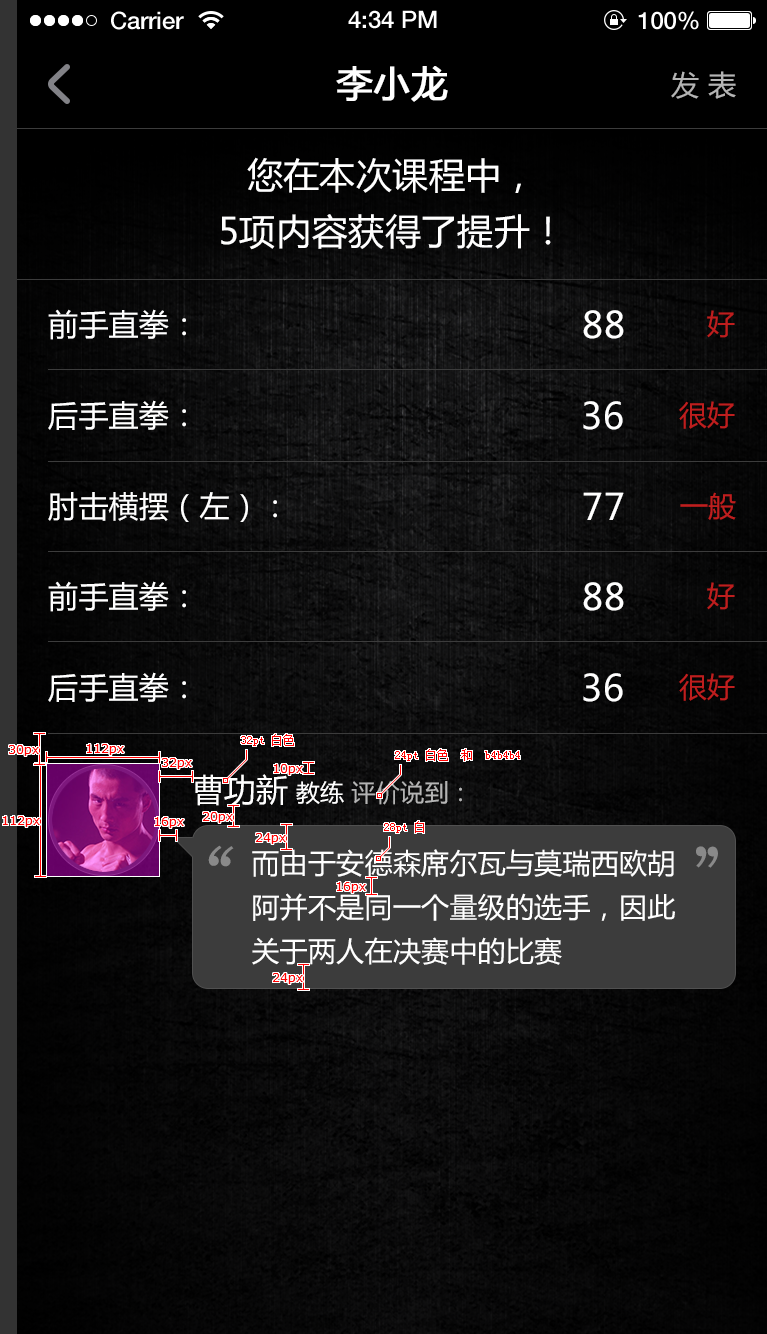 Carrier 4:34 PM 100%
李小龙 发 表
您在本次课程中，
5项内容获得了提升！
前手直拳： 88 好
后手直拳： 36 很好
肘击横摆（左）： 77 一般
前手直拳： 88 好
后手直拳： 36 很好
30px 112px 32pt 白色 24pt 白色 和 b4b4b4
32px 10px
曹功新 教练 评价说到：
112px 16px 20px 24px 28pt 白
“ 而由于安德森席尔瓦与莫瑞西欧胡 ”
16px
阿并不是同一个量级的选手，因此
关于两人在决赛中的比赛
24px